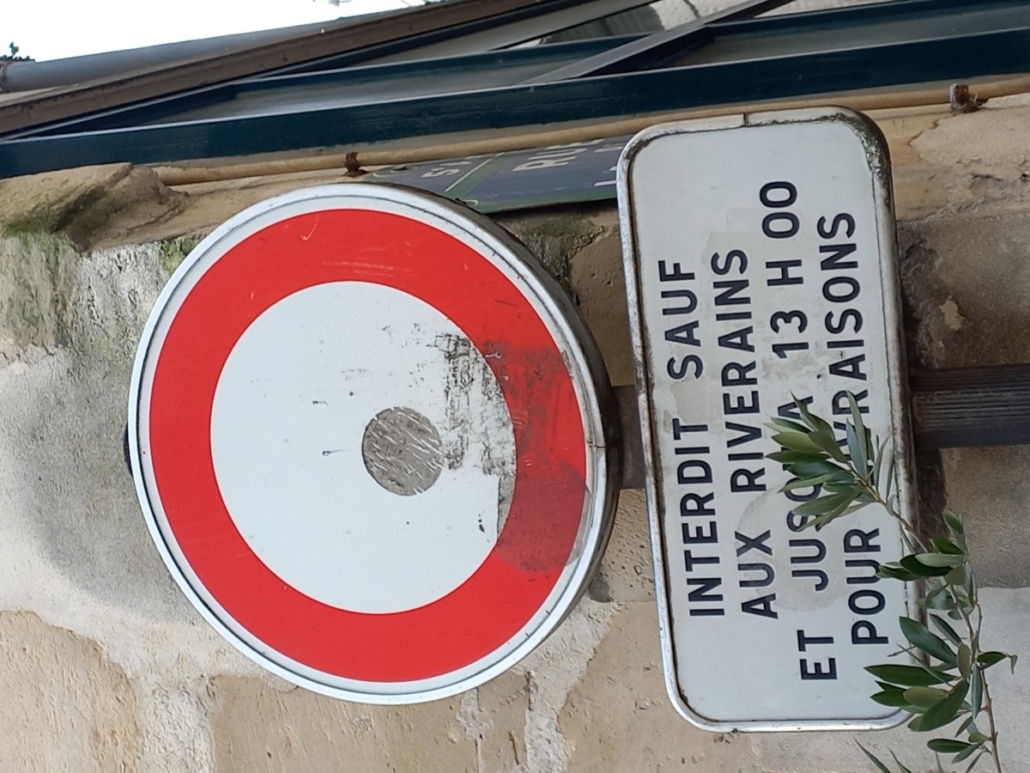 INTERDIT SAUF
AUX RIVERAINS
ET JUSQU'A 13 H 00
POUR LIVRAISONS